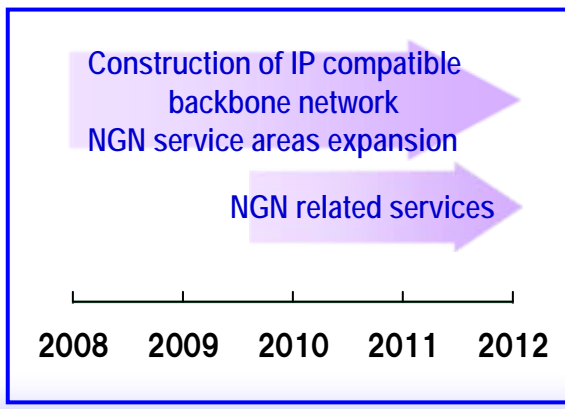 Construction of IP compatible
backbone network
NGN service areas expansion
NGN related services
2008 2009 2010 2011 2012